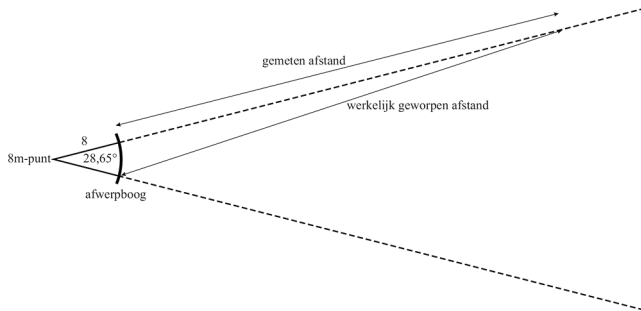 gemeten afstand
werkelijk geworpen afstand
8
8m-punt
28,65°
afwerpboog